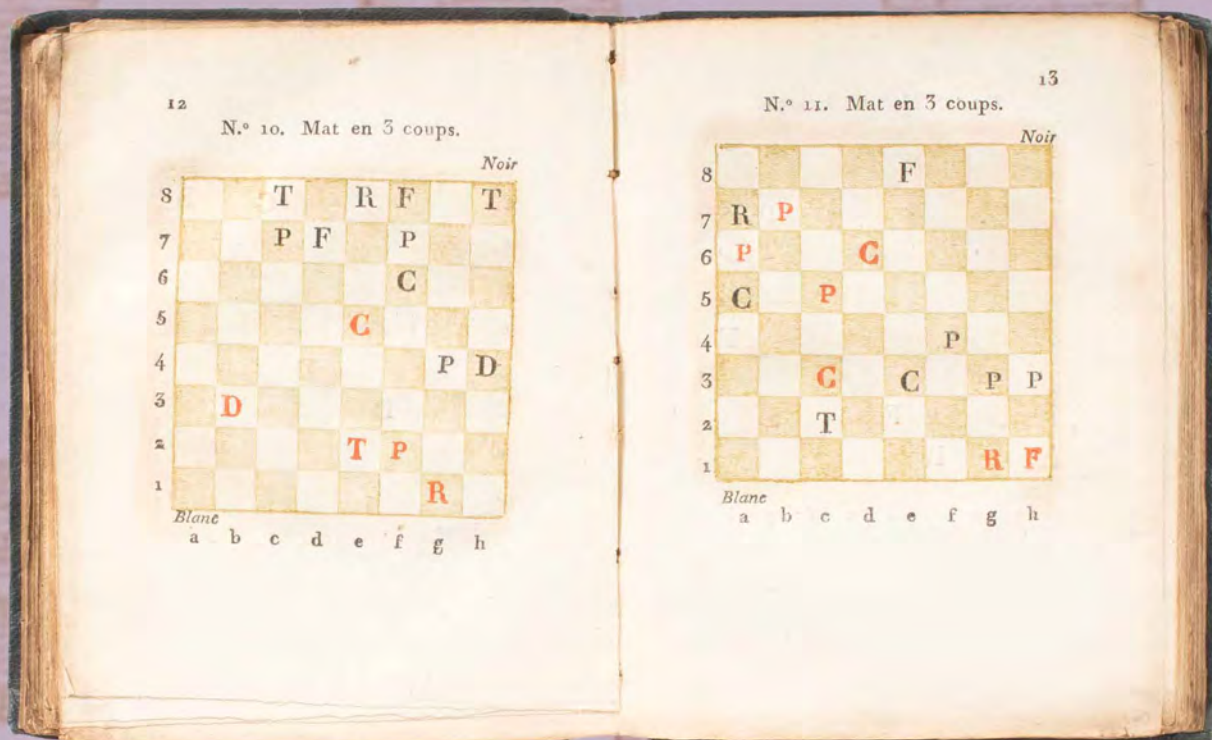 12
N.° 10. Mat en 3 coups.
Noir
8 T R F T
7 P F P
6 C
5 C
4 P D
3 D
2 T P
1 R
Blanc
a b c d e f g h
13
N.° 11. Mat en 3 coups.
Noir
8 F
7 R P
6 P C
5 C P
4 P
3 C C P P
2 T
1 R F
Blanc
a b c d e f g h